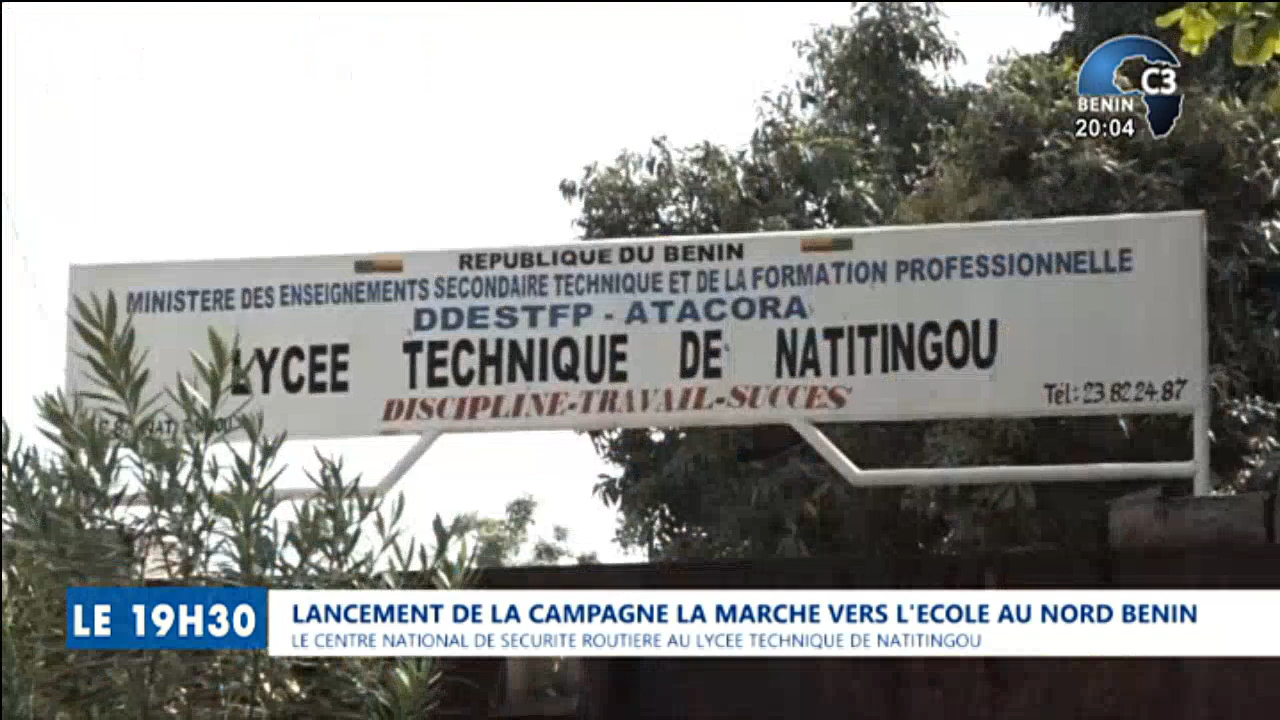 C3
BENIN
20:04
REPUBLIQUE DU BENIN
MINISTERE DES ENSEIGNEMENTS SECONDAIRE TECHNIQUE ET DE LA FORMATION PROFESSIONNELLE
DDESTFP - ATACORA
LYCEE TECHNIQUE DE NATITINGOU
DISCIPLINE-TRAVAIL-SUCCES
Tél: 23.82.24.87
LE 19H30
LANCEMENT DE LA CAMPAGNE LA MARCHE VERS L'ECOLE AU NORD BENIN
LE CENTRE NATIONAL DE SECURITE ROUTIERE AU LYCEE TECHNIQUE DE NATITINGOU